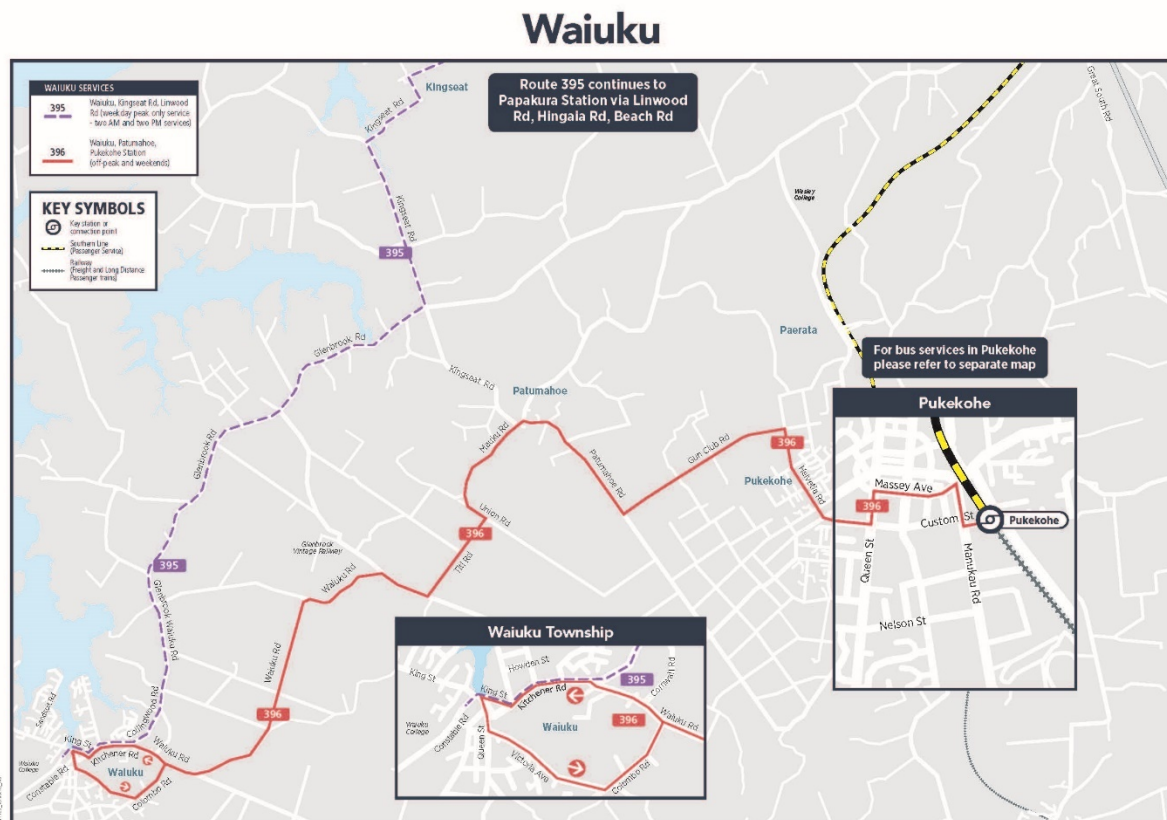 Waiuku
WAIUKU SERVICES
395
Waiuku, Kingseat Rd, Linwood
Rd (weekday peak only service
- two AM and two PM services)
396
Waiuku, Patumahoe,
Pukekohe Station
(off-peak and weekends)
KEY SYMBOLS
Key station or
connection point
Southern Line
(Passenger Service)
Railway
(Freight and Long Distance
Passenger trains)
Route 395 continues to
Papakura Station via Linwood
Rd, Hingaia Rd, Beach Rd
Kingseat
Kingseat Rd
Kingseat Rd
395
Great South Rd
Wesley
College
Paerata
Glenbrook Rd
Kingseat Rd
Patumahoe
For bus services in Pukekohe
please refer to separate map
Glenbrook Rd
Mauku Rd
Patumahoe Rd
Gun Club Rd
396
Helvetia Rd
Pukekohe
Union Rd
396
Titi Rd
Glenbrook
Vintage Railway
Waiuku Rd
395
Glenbrook Waiuku Rd
Waiuku Rd
396
Collingwood Rd
Sandspit Rd
King St
Kitchener Rd
Waiuku Rd
Waiuku
College
Constable Rd
Waiuku
Colombo Rd
Pukekohe
Massey Ave
396
Custom St
Pukekohe
Queen St
Manukau Rd
Nelson St
Waiuku Township
King St
Howden St
395
Cornwall Rd
King St
Kitchener Rd
396
Waiuku Rd
Waiuku
College
Constable Rd
Queen St
Waiuku
Victoria Ave
Colombo Rd